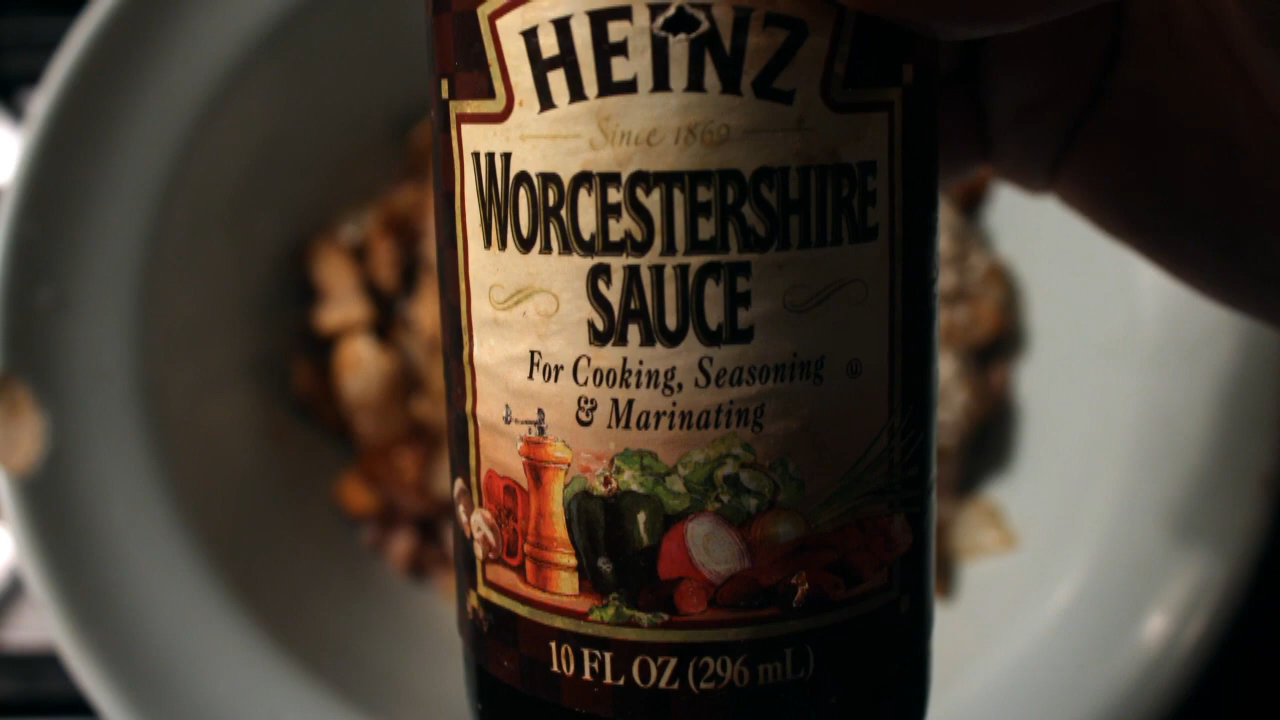 HEINZ
Since 1869
WORCESTERSHIRE
SAUCE
For Cooking, Seasoning
& Marinating
U
10 FL OZ (296 mL)